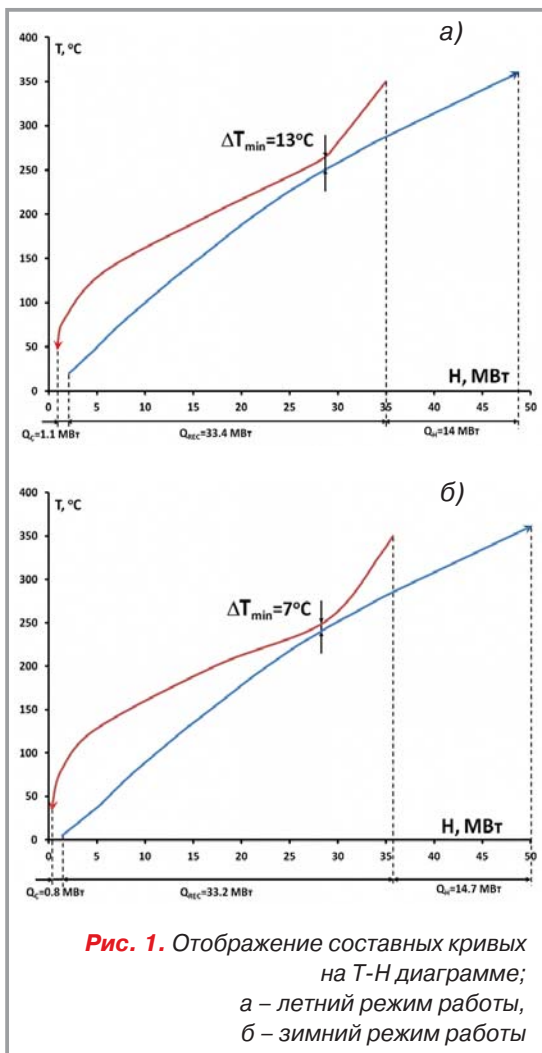 а)
T, °C
400
350
300
250
200
150
100
50
0
ΔTmin=13°C
H, МВт
0 5 10 15 20 25 30 35 40 45 50
QC=1.1 МВт QREC=33.4 МВт QH=14 МВт
б)
T, °C
400
350
300
250
200
150
100
50
0
ΔTmin=7°C
H, МВт
0 5 10 15 20 25 30 35 40 45 50
QC=0.8 МВт QREC=33.2 МВт QH=14.7 МВт
Рис. 1. Отображение составных кривых
на Т-Н диаграмме;
а – летний режим работы,
б – зимний режим работы